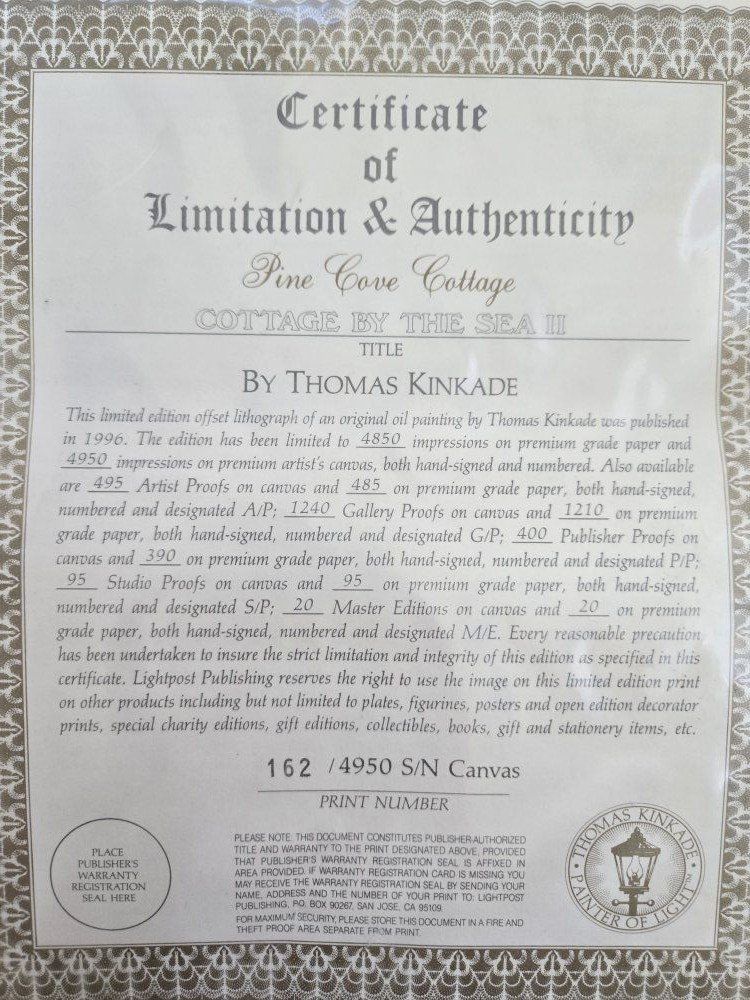 Certificate
of
Limitation & Authenticity
Pine Cove Cottage
COTTAGE BY THE SEA II
TITLE
BY THOMAS KINKADE
This limited edition offset lithograph of an original oil painting by Thomas Kinkade was published
in 1996. The edition has been limited to 4850 impressions on premium grade paper and
4950 impressions on premium artist's canvas, both hand-signed and numbered. Also available
are 495 Artist Proofs on canvas and 485 on premium grade paper, both hand-signed,
numbered and designated A/P; 1240 Gallery Proofs on canvas and 1210 on premium
grade paper, both hand-signed, numbered and designated G/P; 400 Publisher Proofs on
canvas and 390 on premium grade paper, both hand-signed, numbered and designated P/P;
95 Studio Proofs on canvas and 95 on premium grade paper, both hand-signed,
numbered and designated S/P; 20 Master Editions on canvas and 20 on premium
grade paper, both hand-signed, numbered and designated M/E. Every reasonable precaution
has been undertaken to insure the strict limitation and integrity of this edition as specified in this
certificate. Lightpost Publishing reserves the right to use the image on this limited edition print
on other products including but not limited to plates, figurines, posters and open edition decorator
prints, special charity editions, gift editions, collectibles, books, gift and stationery items, etc.
162 /4950 S/N Canvas
PRINT NUMBER
PLACE
PUBLISHER'S
WARRANTY
REGISTRATION
SEAL HERE
PLEASE NOTE: THIS DOCUMENT CONSTITUTES PUBLISHER-AUTHORIZED
TITLE AND WARRANTY TO THE PRINT DESIGNATED ABOVE, PROVIDED
THAT PUBLISHER'S WARRANTY REGISTRATION SEAL IS AFFIXED IN
AREA PROVIDED. IF WARRANTY REGISTRATION CARD IS MISSING YOU
MAY RECEIVE THE WARRANTY REGISTRATION SEAL BY SENDING YOUR
NAME, ADDRESS AND THE NUMBER OF YOUR PRINT TO: LIGHTPOST
PUBLISHING, P.O. BOX 90267, SAN JOSE, CA 95109.
FOR MAXIMUM SECURITY, PLEASE STORE THIS DOCUMENT IN A FIRE AND
THEFT PROOF AREA SEPARATE FROM PRINT.
THOMAS KINKADE
PAINTER OF LIGHT™